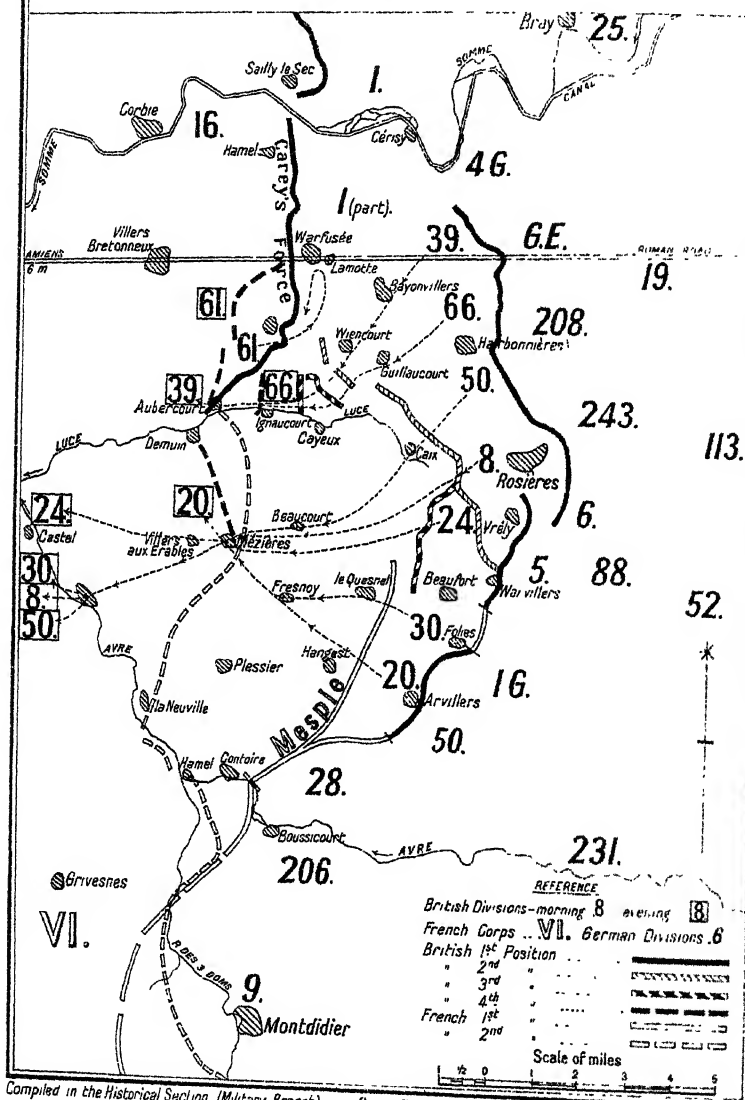 Bray
25.
SOMME
CANAL
Sailly le Sec
I.
Corbie
16.
Cérisy
SOMME
Hamel
4 G.
Carey's Force
I (part).
Villers
Bretonneux
Warfusée
39.
6.E.
AMIENS
6 m
ROMAN ROAD
Lamotte
19.
61
Bayonvillers
66.
208.
Wiencourt
Harbonnières
61
Guillaucourt
50.
39.
66.
Aubercourt
Ignaucourt
LUCE
243.
Demuin
Cayeux
113.
LUCE
Caix
8.
Rosières
24.
20.
Beaucourt
24.
Vrély
6.
Castel
Villers
aux Erables
Mézières
5.
88.
30.
Fresnoy
le Quesnel
Beaufort
Warvillers
8.
52.
50.
30.
Folies
AVRE
Plessier
Hangest
20.
1 G.
la Neuville
Mesple
Arvillers
50.
Hamel
Contoire
28.
Boussicourt
AVRE
206.
231.
Grivesnes
VI.
R. DES 3 DOMS
9.
Montdidier
REFERENCE
British Divisions - morning 8 evening 8
French Corps .. VI. German Divisions .6
British 1st Position
" 2nd "
" 3rd "
" 4th "
French 1st "
" 2nd "
Scale of miles
½ 0 1 2 3 4 5
Compiled in the Historical Section (Military Branch)